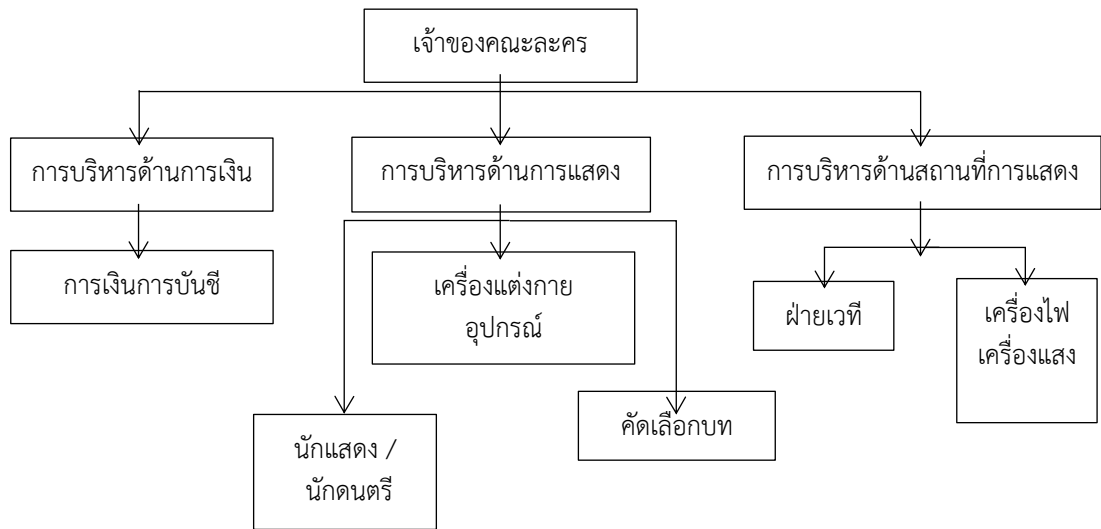 เจ้าของคณะละคร
การบริหารด้านการเงิน
การบริหารด้านการแสดง
การบริหารด้านสถานที่การแสดง
การเงินการบันชี
เครื่องแต่งกาย
อุปกรณ์
ฝ่ายเวที
เครื่องไฟ
เครื่องแสง
นักแสดง /
นักดนตรี
คัดเลือกบท